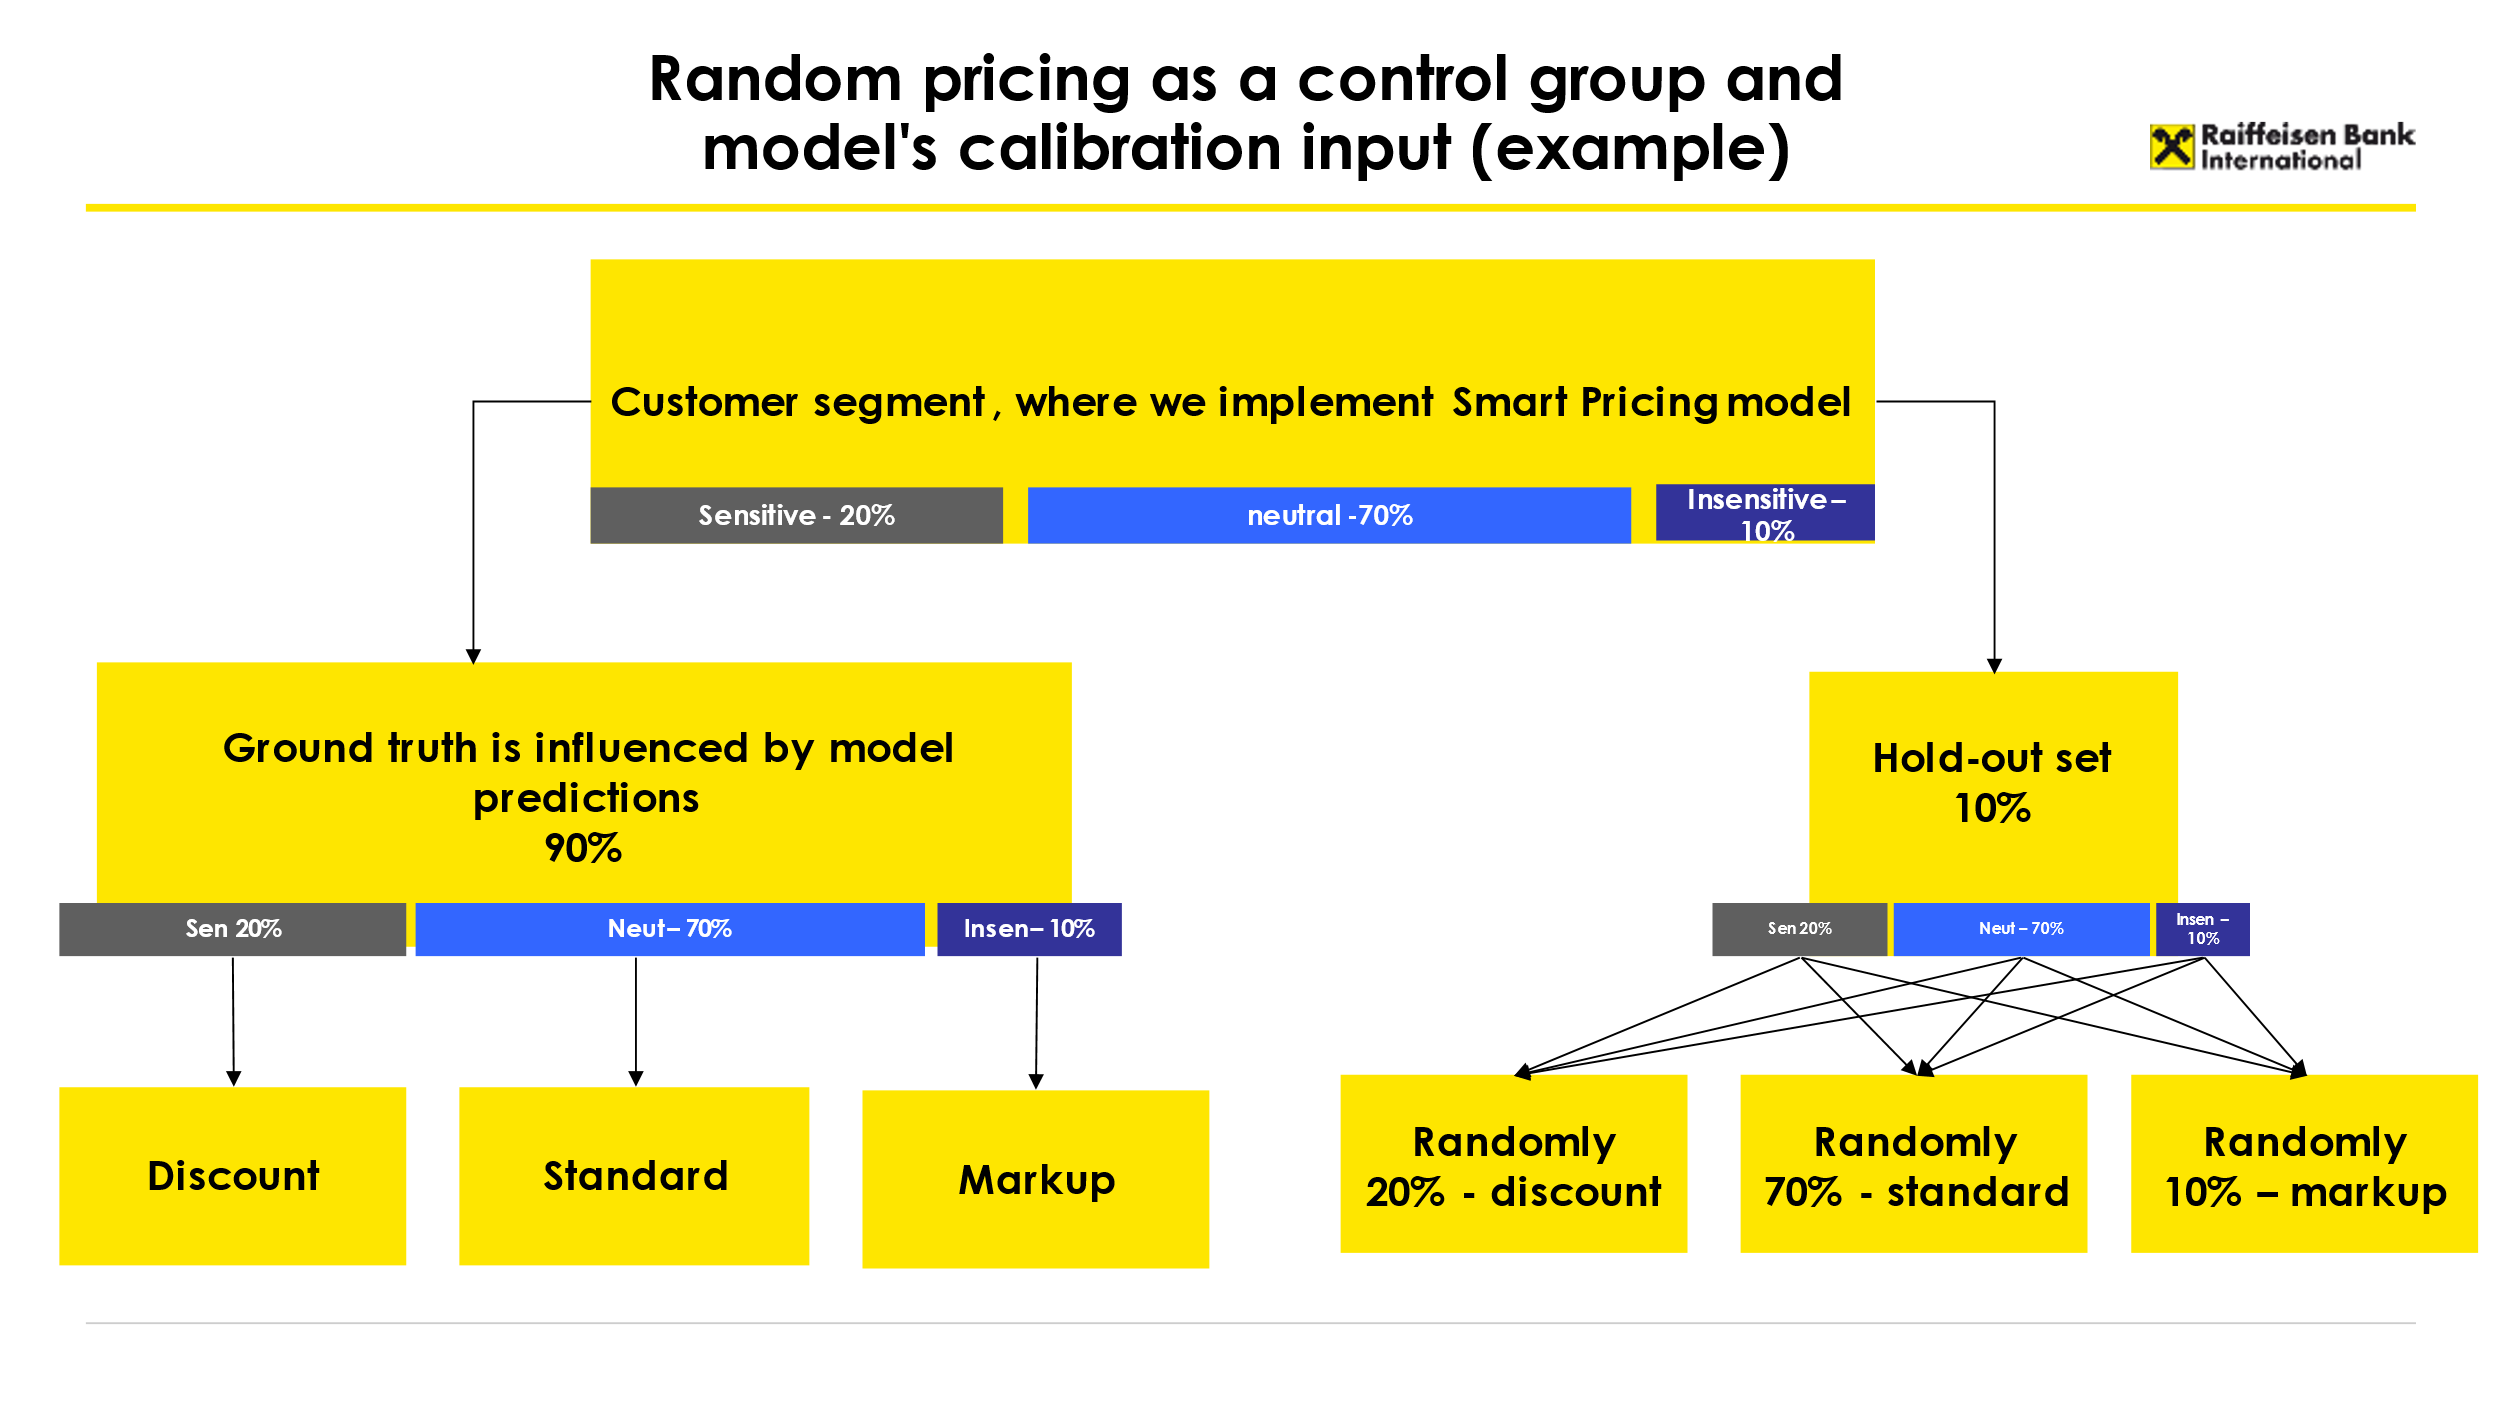 Random pricing as a control group and
model's calibration input (example)
Raiffeisen Bank
International
Customer segment, where we implement Smart Pricing model
Sensitive - 20%
neutral -70%
Insensitive –
10%
Ground truth is influenced by model
predictions
90%
Hold-out set
10%
Sen 20%
Neut – 70%
Insen – 10%
Sen 20%
Neut – 70%
Insen –
10%
Discount
Standard
Markup
Randomly
20% - discount
Randomly
70% - standard
Randomly
10% – markup